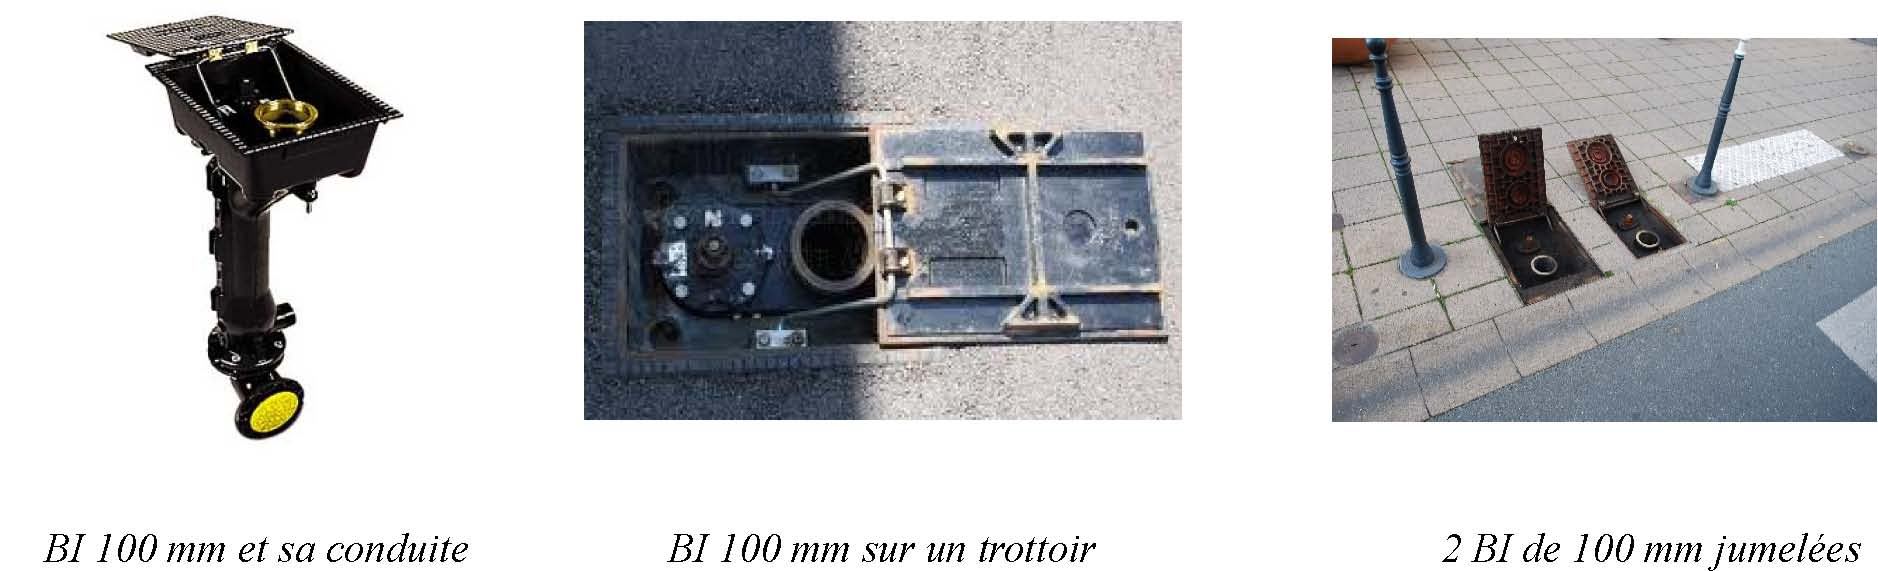 BI 100 mm et sa conduite
BI 100 mm sur un trottoir
2 BI de 100 mm jumelées